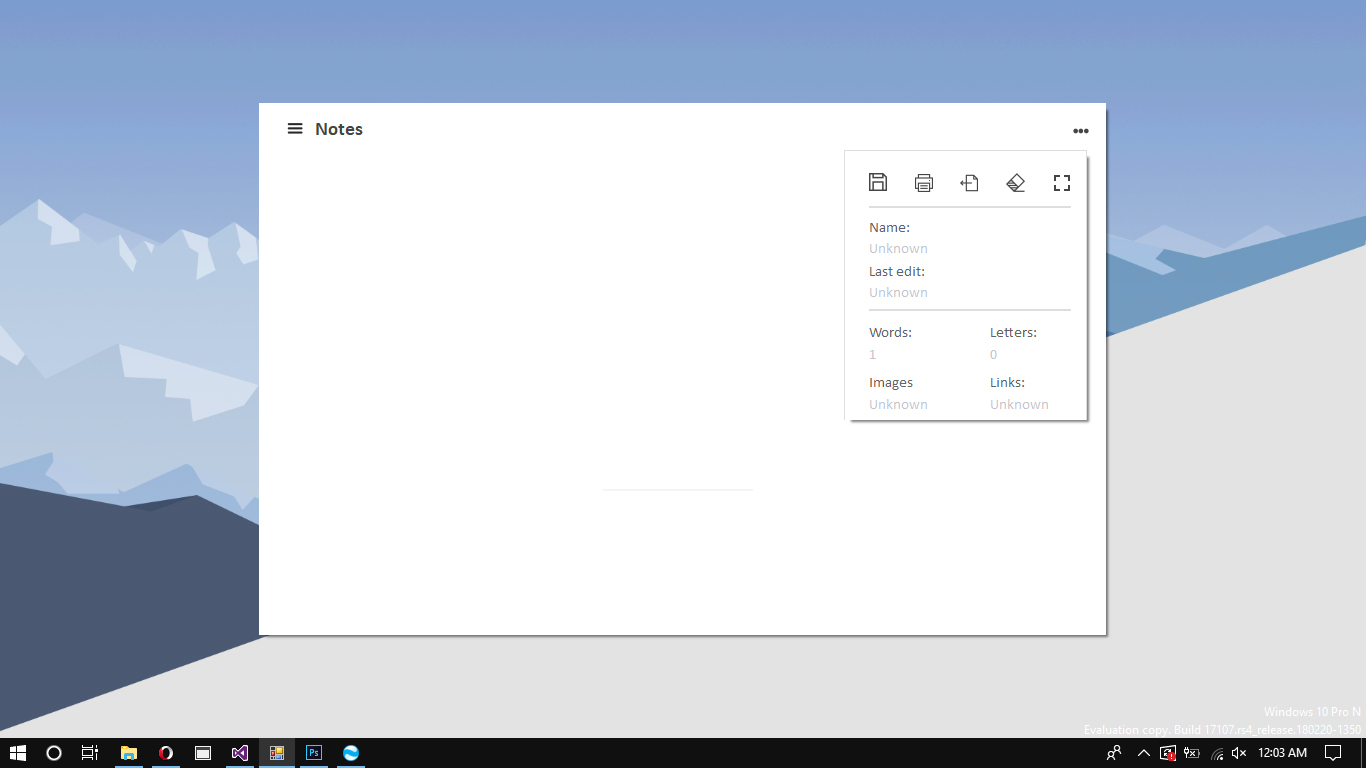 Notes
Name:
Unknown
Last edit:
Unknown
Words: Letters:
1 0
Images Links:
Unknown Unknown
Windows 10 Pro N
Evaluation copy. Build 17107.rs4_release.180220-1350
Ps
12:03 AM